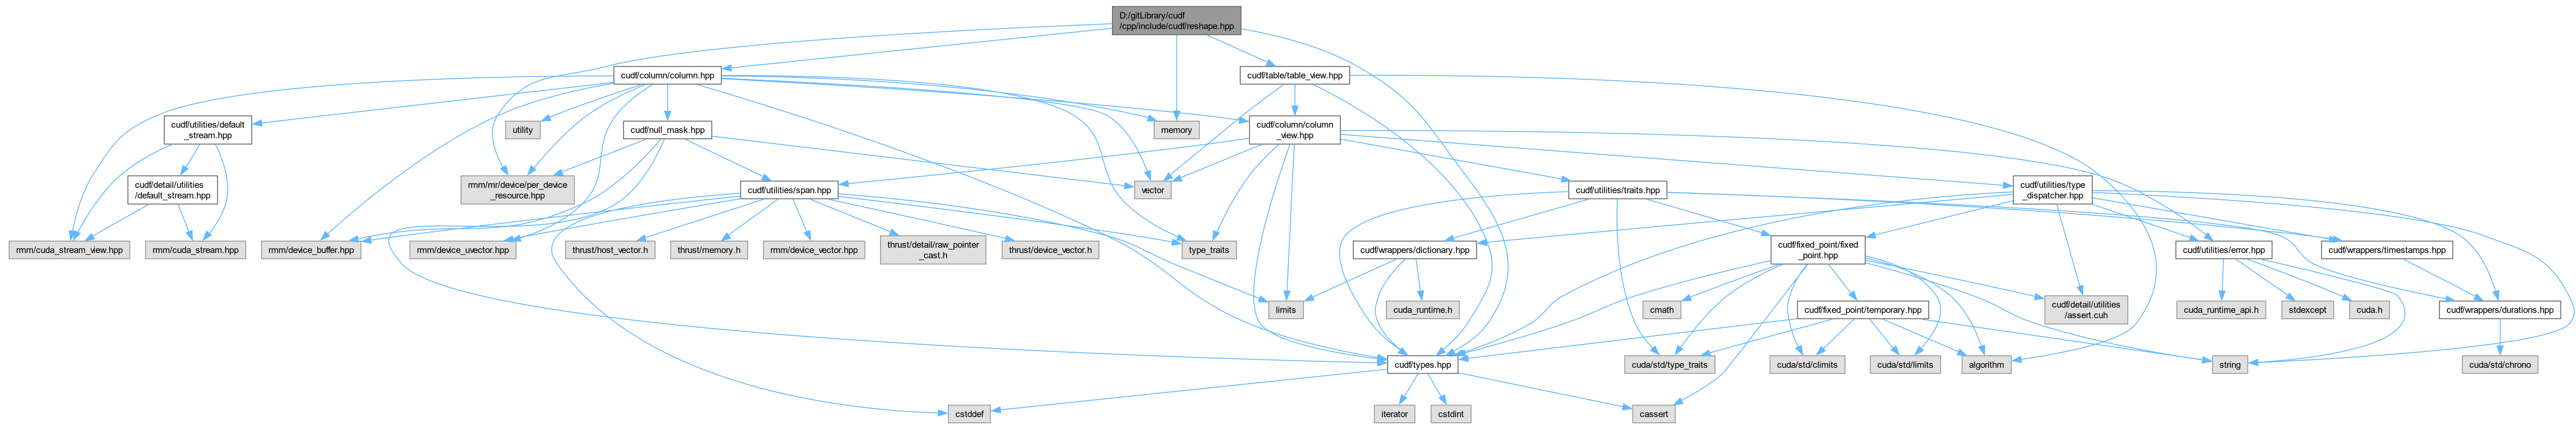 D:/gitLibrary/cudf
/cpp/include/cudf/reshape.hpp
cudf/column/column.hpp
cudf/table/table_view.hpp
cudf/utilities/default
_stream.hpp
utility
cudf/null_mask.hpp
memory
cudf/column/column
_view.hpp
cudf/detail/utilities
/default_stream.hpp
rmm/mr/device/per_device
_resource.hpp
cudf/utilities/span.hpp
vector
cudf/utilities/traits.hpp
cudf/utilities/type
_dispatcher.hpp
rmm/cuda_stream_view.hpp
rmm/cuda_stream.hpp
rmm/device_buffer.hpp
rmm/device_uvector.hpp
thrust/host_vector.h
thrust/memory.h
rmm/device_vector.hpp
thrust/detail/raw_pointer
_cast.h
thrust/device_vector.h
type_traits
cudf/wrappers/dictionary.hpp
cudf/fixed_point/fixed
_point.hpp
cudf/utilities/error.hpp
cudf/wrappers/timestamps.hpp
limits
cuda_runtime.h
cmath
cudf/fixed_point/temporary.hpp
cudf/detail/utilities
/assert.cuh
cuda_runtime_api.h
stdexcept
cuda.h
cudf/wrappers/durations.hpp
cudf/types.hpp
cuda/std/type_traits
cuda/std/climits
cuda/std/limits
algorithm
string
cuda/std/chrono
cstddef
iterator
cstdint
cassert